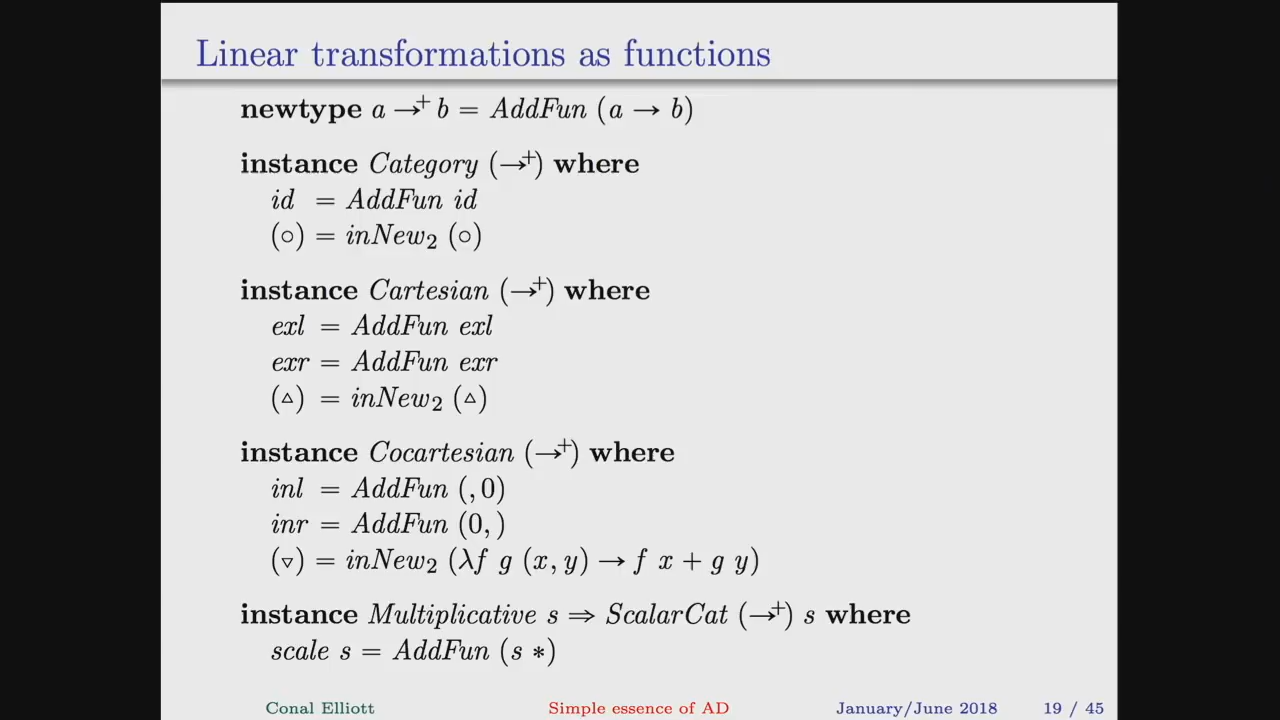 Linear transformations as functions
newtype a →⁺ b = AddFun (a → b)
instance Category (→⁺) where
id = AddFun id
(∘) = inNew₂ (∘)
instance Cartesian (→⁺) where
exl = AddFun exl
exr = AddFun exr
(▵) = inNew₂ (▵)
instance Cocartesian (→⁺) where
inl = AddFun (, 0)
inr = AddFun (0, )
(▿) = inNew₂ (λf g (x, y) → f x + g y)
instance Multiplicative s ⇒ ScalarCat (→⁺) s where
scale s = AddFun (s ∗)
Conal Elliott Simple essence of AD January/June 2018 19 / 45